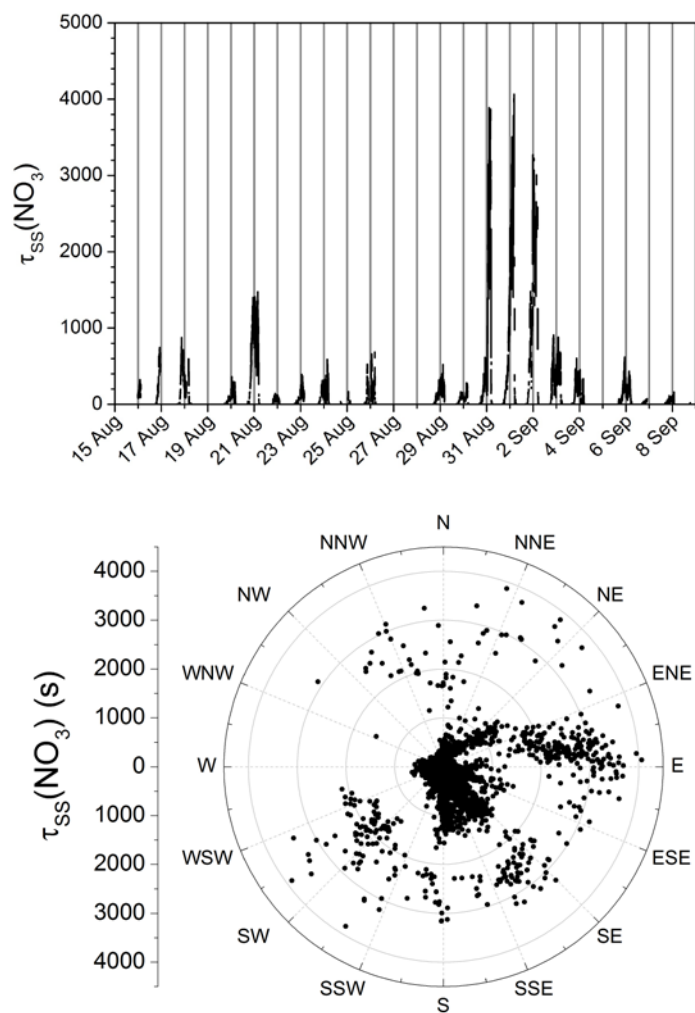 5000
4000
3000
2000
1000
0
τSS(NO3)
15 Aug
17 Aug
19 Aug
21 Aug
23 Aug
25 Aug
27 Aug
29 Aug
31 Aug
2 Sep
4 Sep
6 Sep
8 Sep
N
NNW
NNE
NW
NE
WNW
ENE
W
E
WSW
ESE
SW
SE
SSW
SSE
S
4000
3000
2000
1000
0
1000
2000
3000
4000
τSS(NO3) (s)